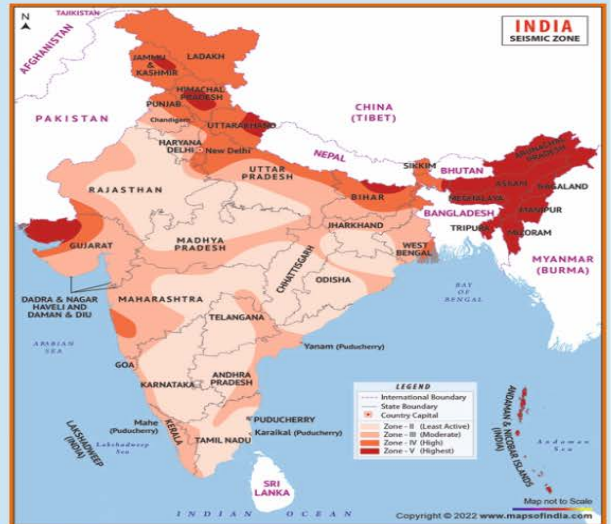 N
TAJIKISTAN
INDIA
SEISMIC ZONE
AFGHANISTAN
LADAKH
JAMMU
&
KASHMIR
HIMACHAL
PRADESH
PUNJAB
Chandigarh
UTTARAKHAND
CHINA
(TIBET)
PAKISTAN
HARYANA
DELHI
New Delhi
NEPAL
SIKKIM
ARUNACHAL
PRADESH
BHUTAN
UTTAR
PRADESH
ASSAM
NAGALAND
RAJASTHAN
BIHAR
MEGHALAYA
MANIPUR
BANGLADESH
TRIPURA
MIZORAM
JHARKHAND
WEST
BENGAL
GUJARAT
MADHYA
PRADESH
CHHATTISGARH
MYANMAR
(BURMA)
ODISHA
DADRA & NAGAR
HAVELI AND
DAMAN & DIU
MAHARASHTRA
BAY
OF
BENGAL
TELANGANA
ARABIAN
SEA
Yanam (Puducherry)
GOA
ANDHRA
PRADESH
KARNATAKA
LEGEND
International Boundary
State Boundary
Country Capital
Zone - II (Least Active)
Zone - III (Moderate)
Zone - IV (High)
Zone - V (Highest)
Mahe
(Puducherry)
PUDUCHERRY
Karaikal (Puducherry)
KERALA
TAMIL NADU
LAKSHADWEEP
(INDIA)
Lakshadweep
Sea
ANDAMAN & NICOBAR ISLANDS
(INDIA)
Andaman
Sea
SRI
LANKA
Map not to Scale
INDIAN OCEAN
Copyright © 2022 www.mapsofindia.com